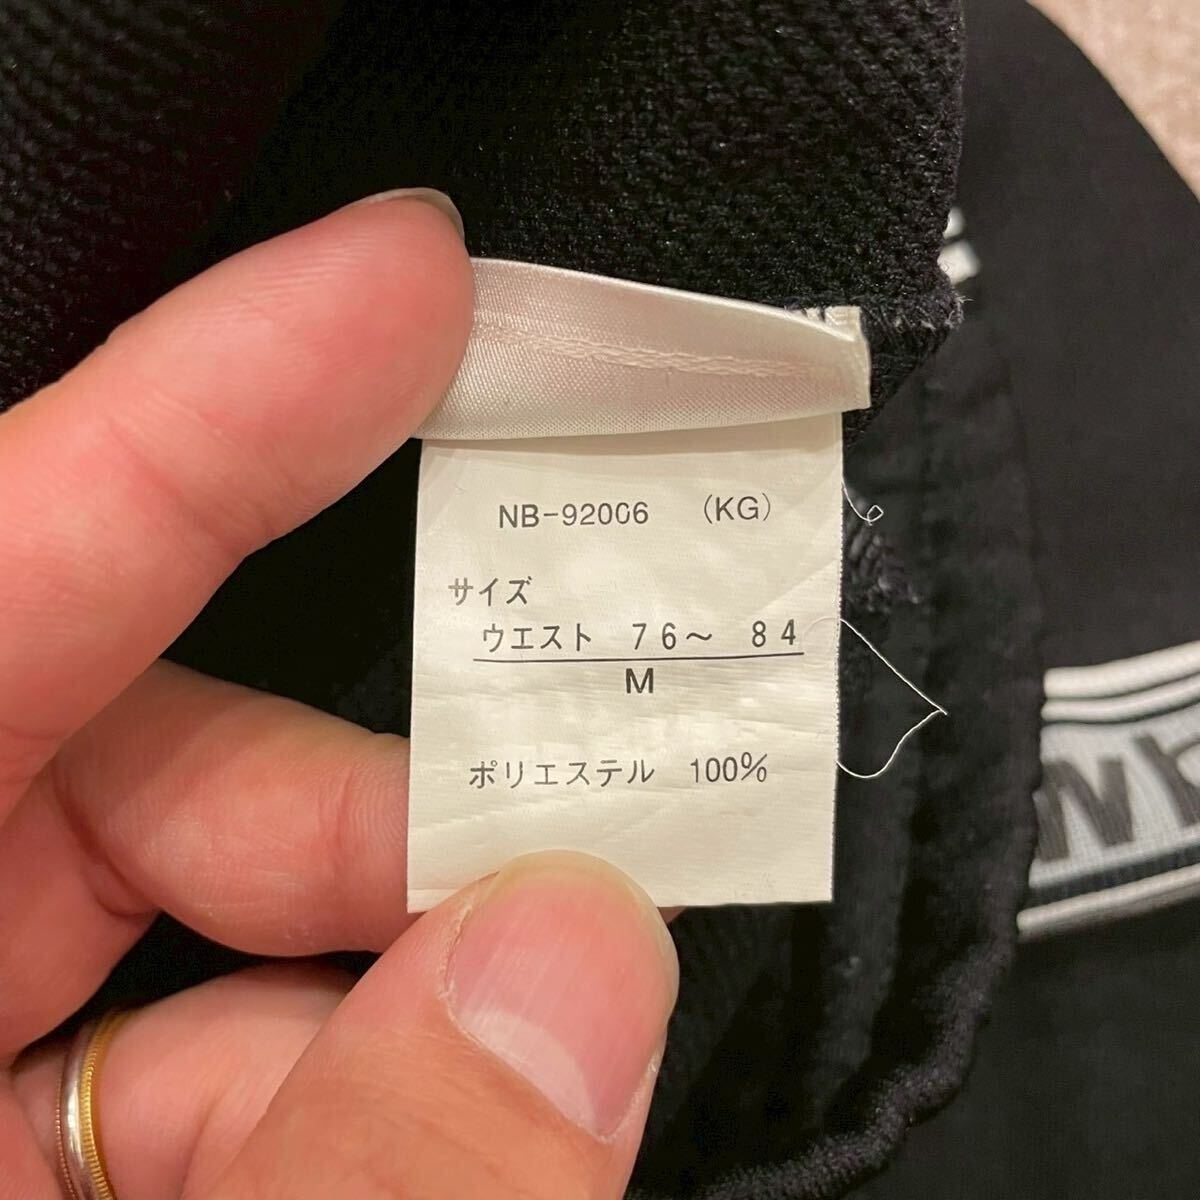 NB-92006 (KG)
サイズ
ウエスト 76～ 84
M
ポリエステル 100%
wh